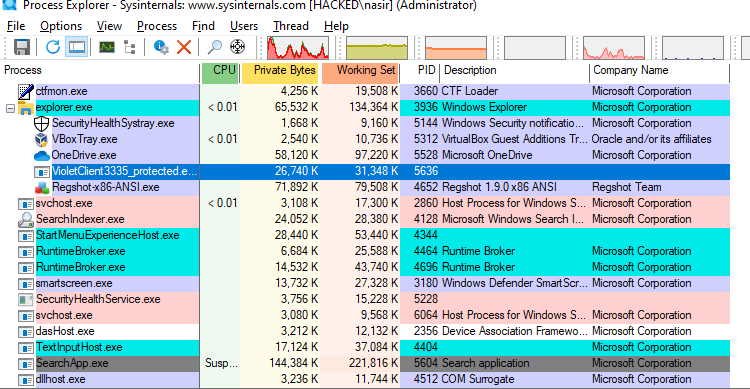 Process Explorer - Sysinternals: www.sysinternals.com [HACKED\nasir] (Administrator)
File Options View Process Find Users Thread Help
Process CPU Private Bytes Working Set PID Description Company Name
ctfmon.exe 4,256 K 19,508 K 3660 CTF Loader Microsoft Corporation
explorer.exe < 0.01 65,532 K 134,364 K 3936 Windows Explorer Microsoft Corporation
SecurityHealthSystray.exe 1,668 K 9,160 K 5144 Windows Security notificatio... Microsoft Corporation
VBoxTray.exe < 0.01 2,540 K 10,736 K 5312 VirtualBox Guest Additions Tr... Oracle and/or its affiliates
OneDrive.exe 58,120 K 97,220 K 5528 Microsoft OneDrive Microsoft Corporation
VioletClient3335_protected.e... 26,740 K 31,348 K 5636
Regshot-x86-ANSI.exe 71,892 K 79,508 K 4652 Regshot 1.9.0 x86 ANSI Regshot Team
svchost.exe < 0.01 3,108 K 17,300 K 2860 Host Process for Windows S... Microsoft Corporation
SearchIndexer.exe 24,052 K 28,380 K 4128 Microsoft Windows Search I... Microsoft Corporation
StartMenuExperienceHost.exe 28,440 K 53,440 K 4344
RuntimeBroker.exe 6,684 K 25,588 K 4464 Runtime Broker Microsoft Corporation
RuntimeBroker.exe 14,532 K 43,740 K 4696 Runtime Broker Microsoft Corporation
smartscreen.exe 13,732 K 27,328 K 3180 Windows Defender SmartScr... Microsoft Corporation
SecurityHealthService.exe 3,756 K 15,228 K 5228
svchost.exe 3,080 K 9,568 K 6064 Host Process for Windows S... Microsoft Corporation
dasHost.exe 3,212 K 12,132 K 2356 Device Association Framewo... Microsoft Corporation
TextInputHost.exe 17,124 K 37,084 K 4404
SearchApp.exe Susp... 144,384 K 221,816 K 5604 Search application Microsoft Corporation
dllhost.exe 3,236 K 11,744 K 4512 COM Surrogate Microsoft Corporation